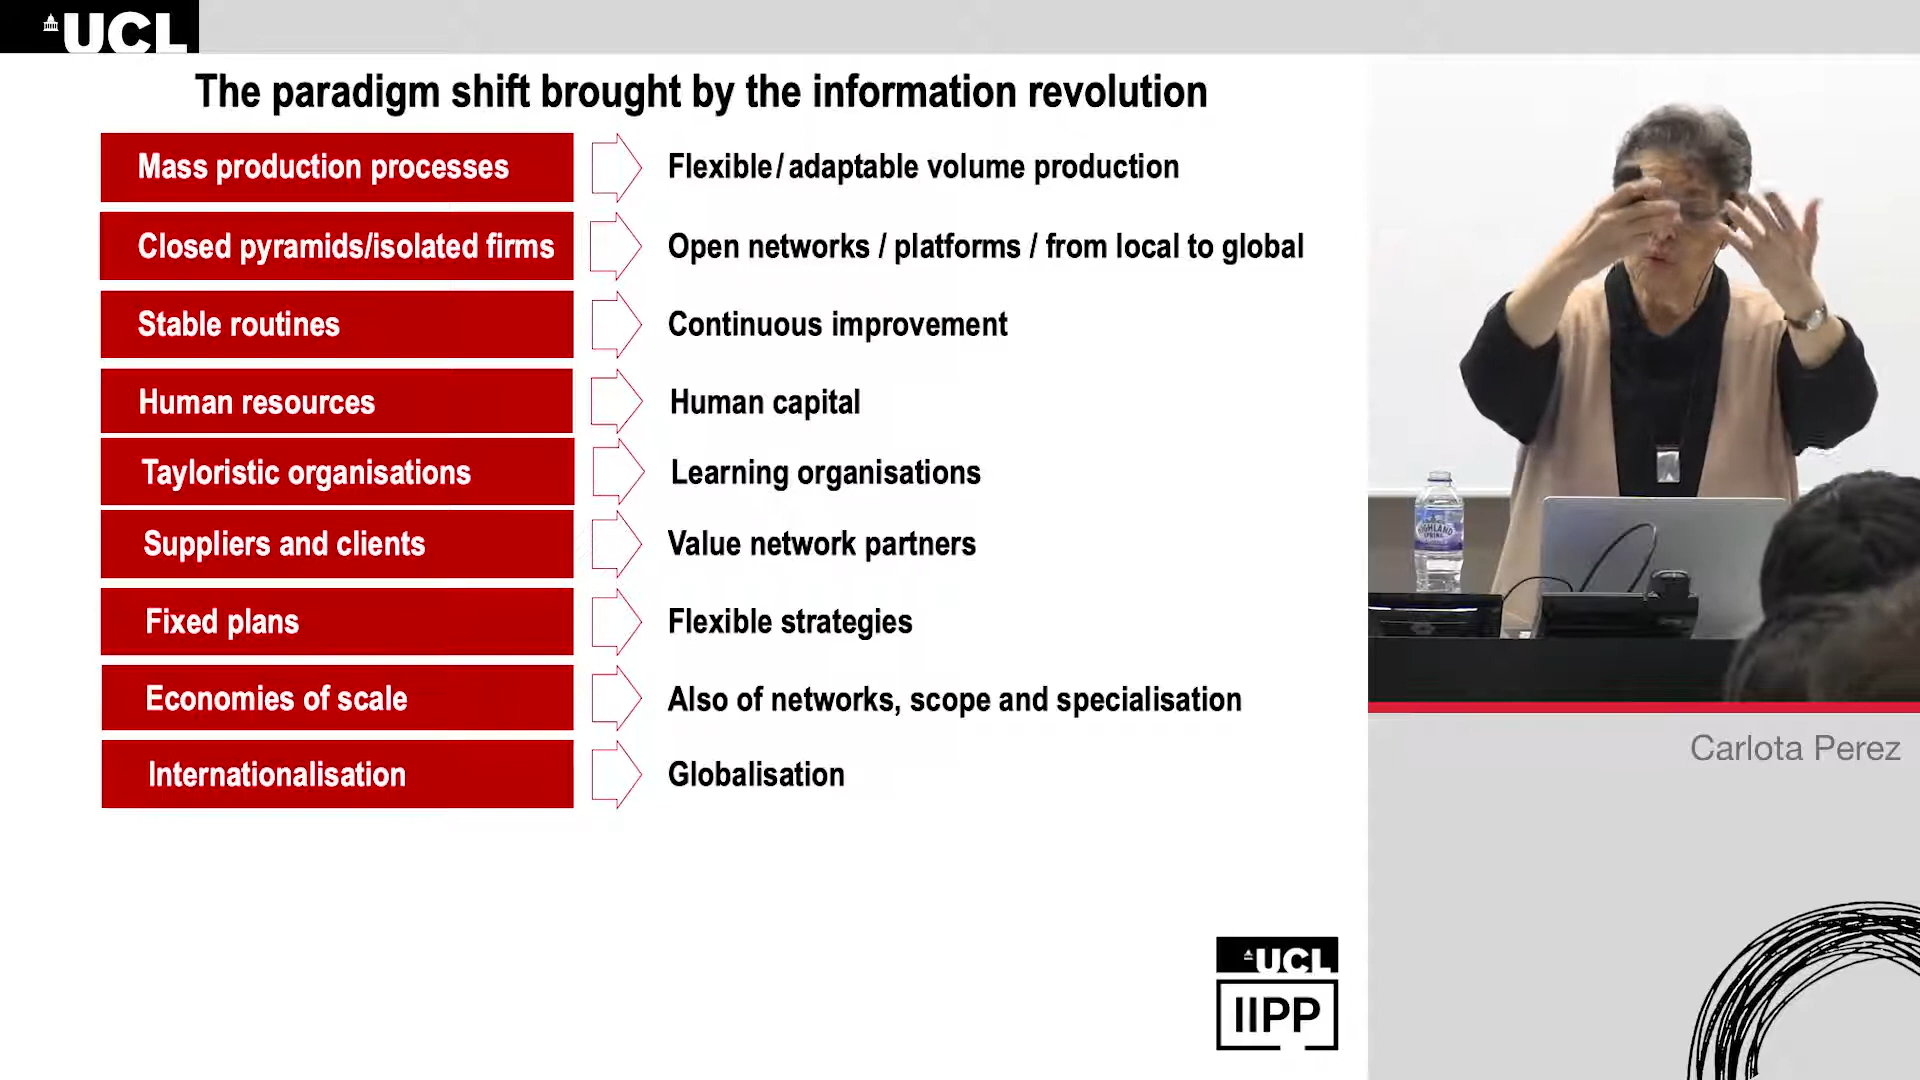 UCL
The paradigm shift brought by the information revolution
Mass production processes
Flexible / adaptable volume production
Closed pyramids/isolated firms
Open networks / platforms / from local to global
Stable routines
Continuous improvement
Human resources
Human capital
Tayloristic organisations
Learning organisations
Suppliers and clients
Value network partners
Fixed plans
Flexible strategies
Economies of scale
Also of networks, scope and specialisation
Internationalisation
Globalisation
HIGHLAND
SPRING
Carlota Perez
UCL
IIPP